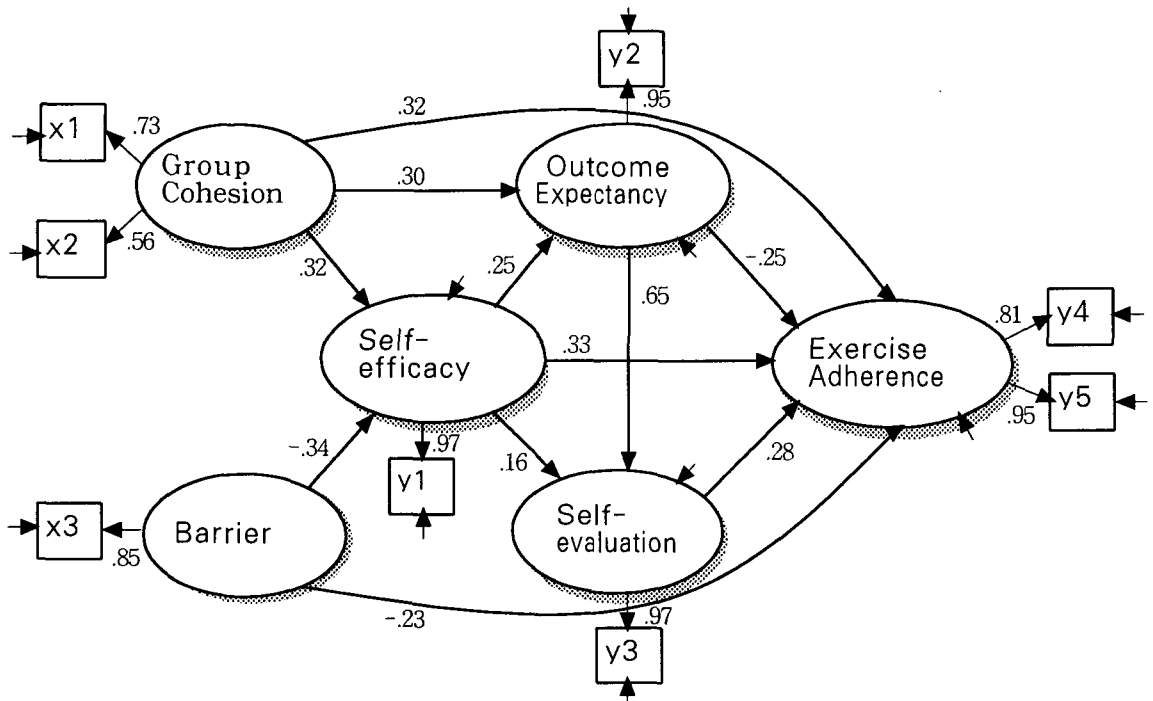 y2
.95
x1
.73
.32
Group
Cohesion
.30
Outcome
Expectancy
x2
.56
.32
.25
-.25
.65
Self-
efficacy
.33
Exercise
Adherence
.81
y4
.95
y5
-.34
.97
y1
.16
.28
x3
.85
Barrier
Self-
evaluation
-.23
.97
y3